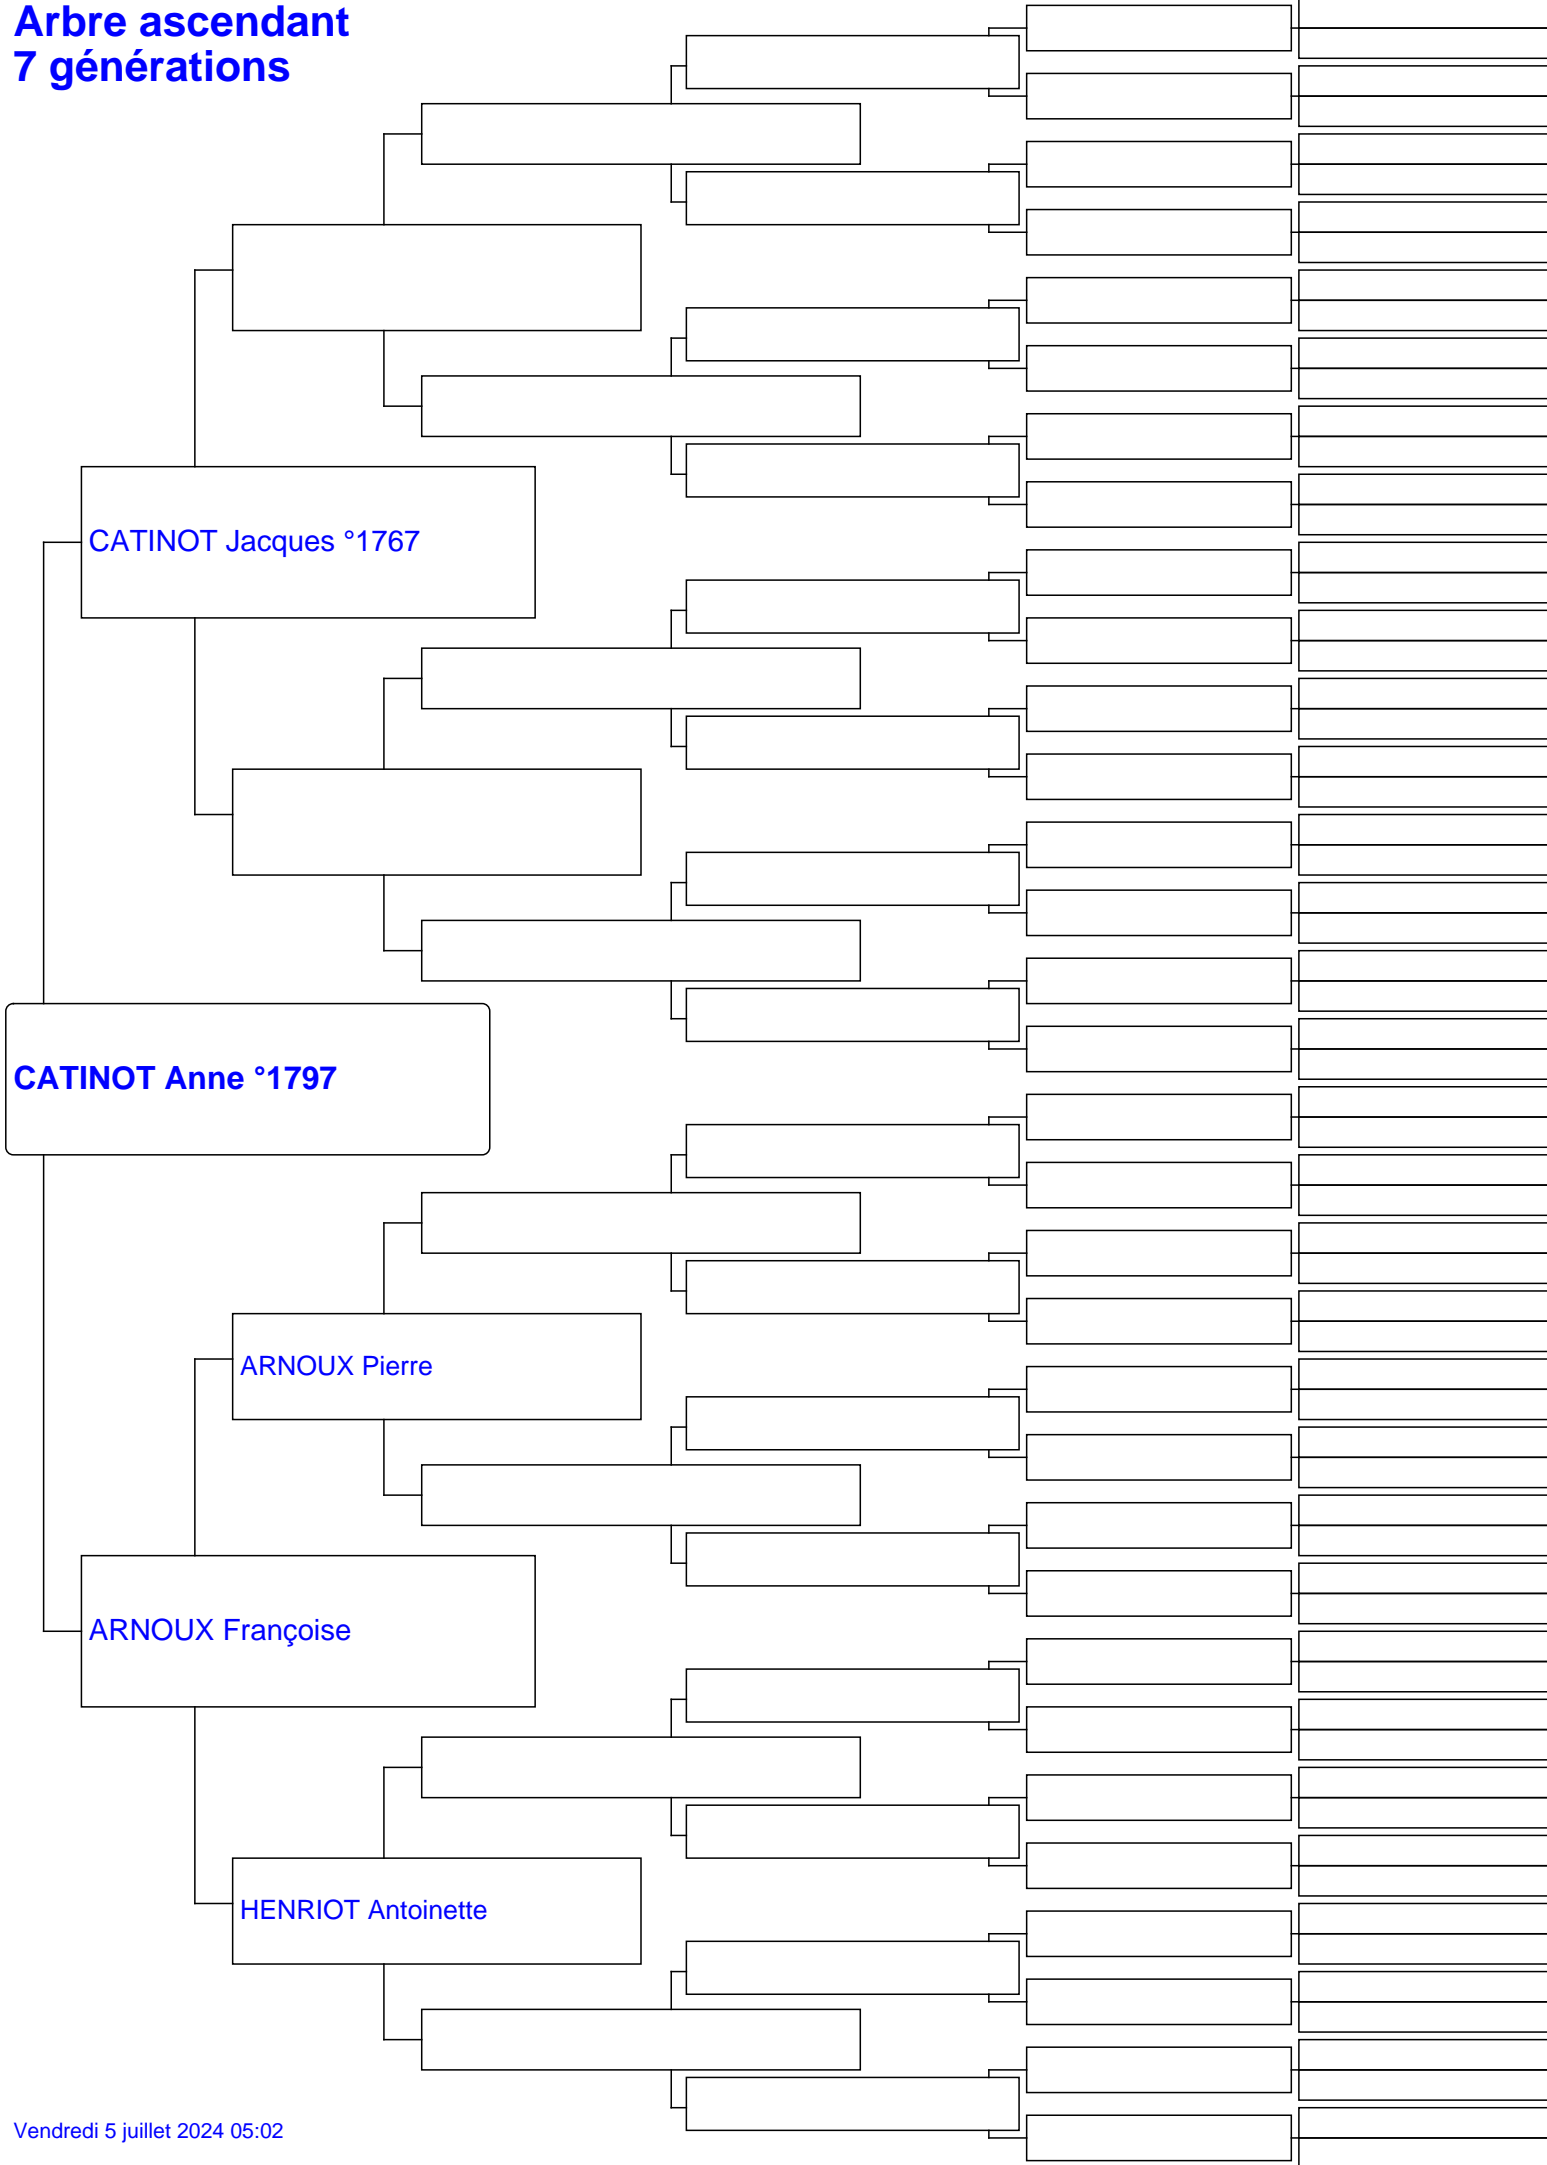 Arbre ascendant
7 générations
CATINOT Jacques °1767
CATINOT Anne °1797
ARNOUX Pierre
ARNOUX Françoise
HENRIOT Antoinette
Vendredi 5 juillet 2024 05:02